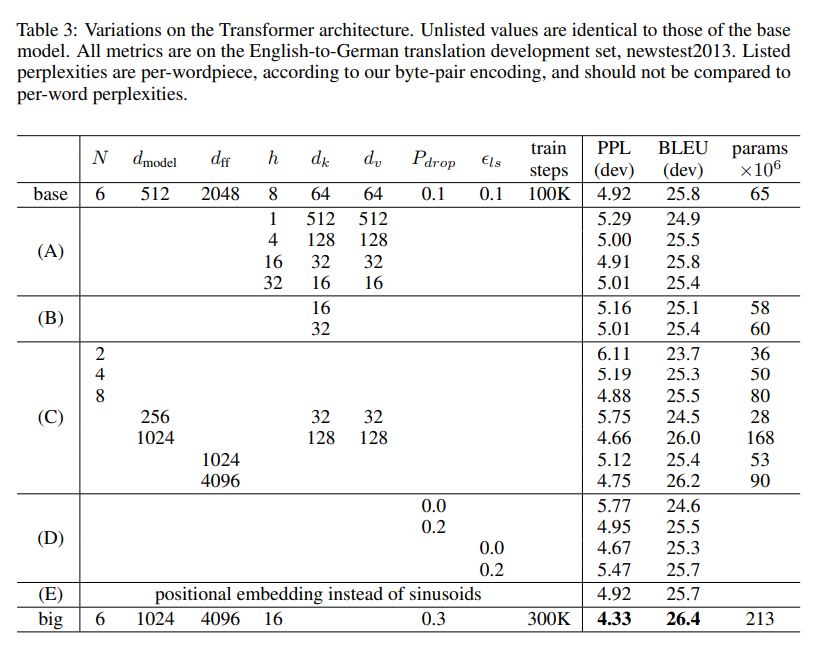 Table 3: Variations on the Transformer architecture. Unlisted values are identical to those of the base
model. All metrics are on the English-to-German translation development set, newstest2013. Listed
perplexities are per-wordpiece, according to our byte-pair encoding, and should not be compared to
per-word perplexities.
N d_model d_ff h d_k d_v P_drop ϵ_ls train steps PPL (dev) BLEU (dev) params ×10^6
base 6 512 2048 8 64 64 0.1 0.1 100K 4.92 25.8 65
(A)
1 512 512 5.29 24.9
4 128 128 5.00 25.5
16 32 32 4.91 25.8
32 16 16 5.01 25.4
(B)
16 5.16 25.1 58
32 5.01 25.4 60
(C)
2 6.11 23.7 36
4 5.19 25.3 50
8 4.88 25.5 80
256 32 32 5.75 24.5 28
1024 128 128 4.66 26.0 168
1024 5.12 25.4 53
4096 4.75 26.2 90
(D)
0.0 5.77 24.6
0.2 4.95 25.5
0.0 4.67 25.3
0.2 5.47 25.7
(E) positional embedding instead of sinusoids 4.92 25.7
big 6 1024 4096 16 0.3 300K 4.33 26.4 213